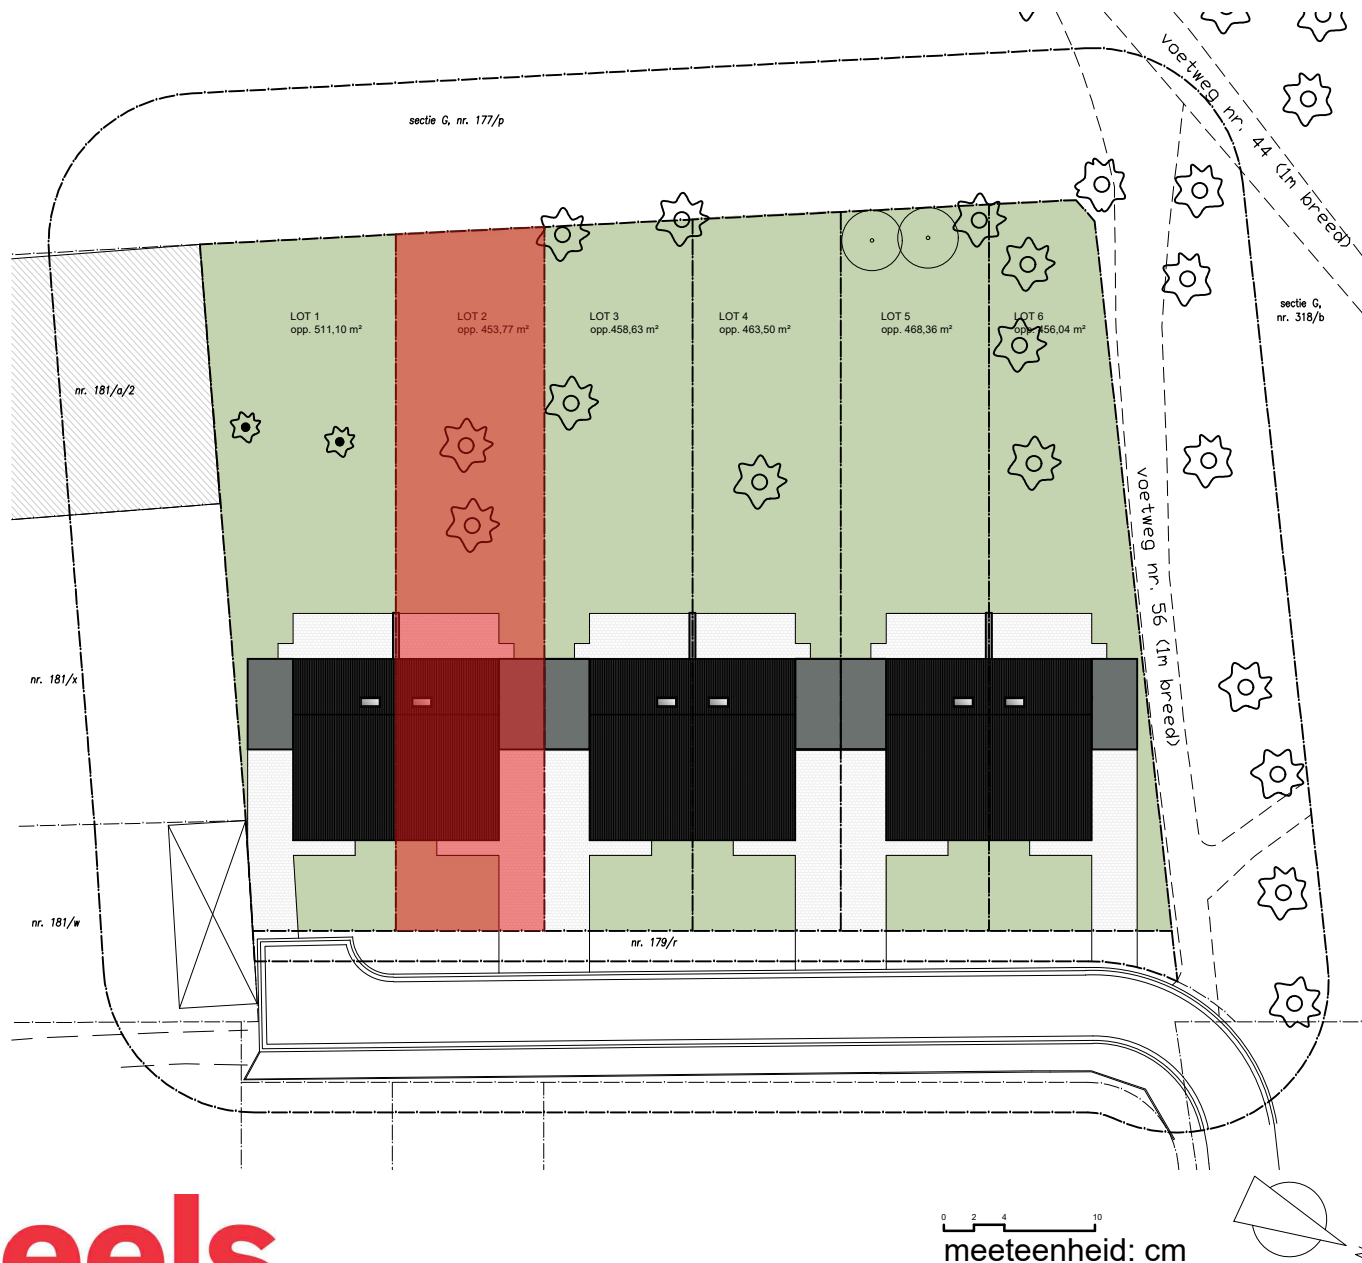 voetweg nr. 44 (1m breed)
sectie G, nr. 177/p
sectie G,
nr. 318/b
LOT 1
opp. 511,10 m²
LOT 2
opp. 453,77 m²
LOT 3
opp.458,63 m²
LOT 4
opp. 463,50 m²
LOT 5
opp. 468,36 m²
LOT 6
opp. 456,04 m²
nr. 181/a/2
voetweg nr. 56 (1m breed)
nr. 181/x
nr. 181/w
nr. 179/r
eels
0 2 4 10
meeteenheid: cm